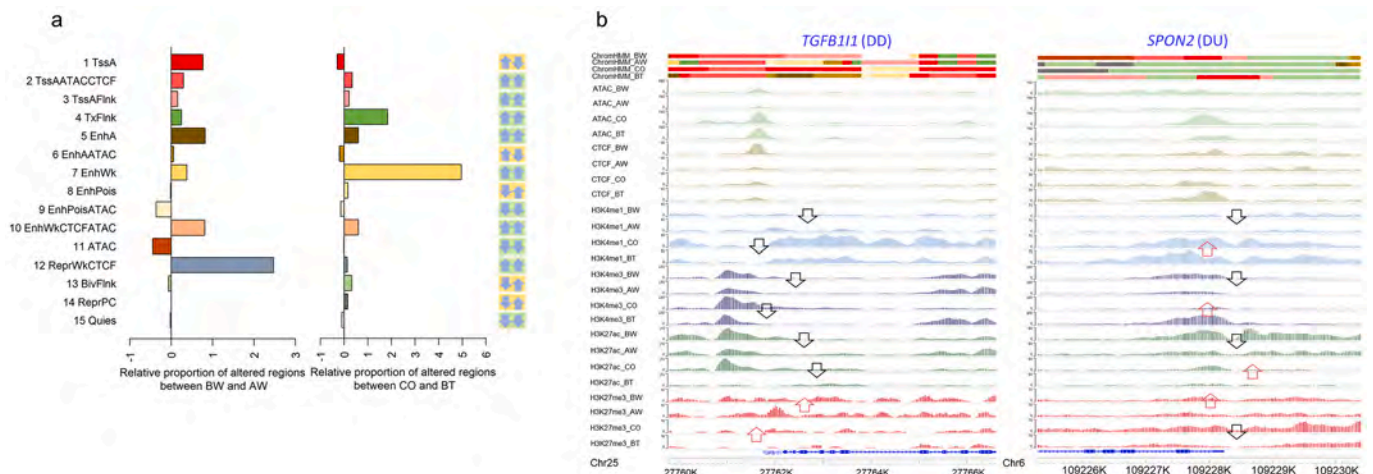 a
1 TssA
2 TssAATACCTCF
3 TssAFlnk
4 TxFlnk
5 EnhA
6 EnhAATAC
7 EnhWk
8 EnhPois
9 EnhPoisATAC
10 EnhWkCTCFATAC
11 ATAC
12 ReprWkCTCF
13 BivFlnk
14 ReprPC
15 Quies
-1 0 1 2 3
Relative proportion of altered regions
between BW and AW
-1 0 1 2 3 4 5 6
Relative proportion of altered regions
between CO and BT
b
TGFB1I1 (DD)
SPON2 (DU)
ChromHMM_BW
ChromHMM_AW
ChromHMM_CO
ChromHMM_BT
ATAC_BW
ATAC_AW
ATAC_CO
ATAC_BT
CTCF_BW
CTCF_AW
CTCF_CO
CTCF_BT
H3K4me1_BW
H3K4me1_AW
H3K4me1_CO
H3K4me1_BT
H3K4me3_BW
H3K4me3_AW
H3K4me3_CO
H3K4me3_BT
H3K27ac_BW
H3K27ac_AW
H3K27ac_CO
H3K27ac_BT
H3K27me3_BW
H3K27me3_AW
H3K27me3_CO
H3K27me3_BT
Chr25
27760K 27762K 27764K 27766K
Chr6
109226K 109227K 109228K 109229K 109230K